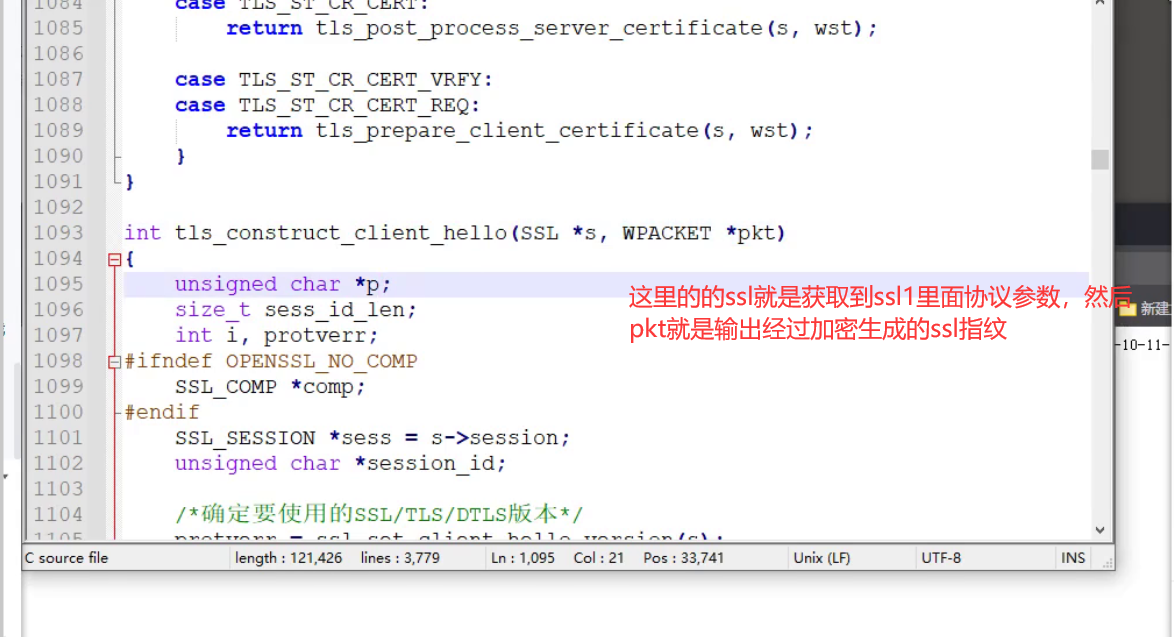 1084 case TLS_ST_CR_CERT:
1085 return tls_post_process_server_certificate(s, wst);
1086
1087 case TLS_ST_CR_CERT_VRFY:
1088 case TLS_ST_CR_CERT_REQ:
1089 return tls_prepare_client_certificate(s, wst);
1090 }
1091 }
1092
1093 int tls_construct_client_hello(SSL *s, WPACKET *pkt)
1094 {
1095 unsigned char *p;
1096 size_t sess_id_len;
1097 int i, protverr;
1098 #ifndef OPENSSL_NO_COMP
1099 SSL_COMP *comp;
1100 #endif
1101 SSL_SESSION *sess = s->session;
1102 unsigned char *session_id;
1103
1104 /*确定要使用的SSL/TLS/DTLS版本*/
1105 protverr = ssl_set_client_hello_version(s);
这里的的ssl就是获取到ssl1里面协议参数，然后
pkt就是输出经过加密生成的ssl指纹
新建
-10-11-
C source file length : 121,426 lines : 3,779 Ln : 1,095 Col : 21 Pos : 33,741 Unix (LF) UTF-8 INS